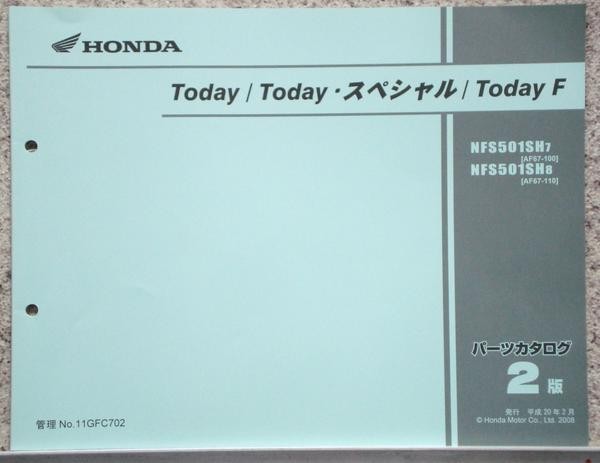 HONDA
Today / Today・スペシャル / Today F
NFS501SH7
[AF67-100]
NFS501SH8
[AF67-110]
パーツカタログ
2版
発行 平成20年2月
© Honda Motor Co., Ltd. 2008
管理 No.11GFC702